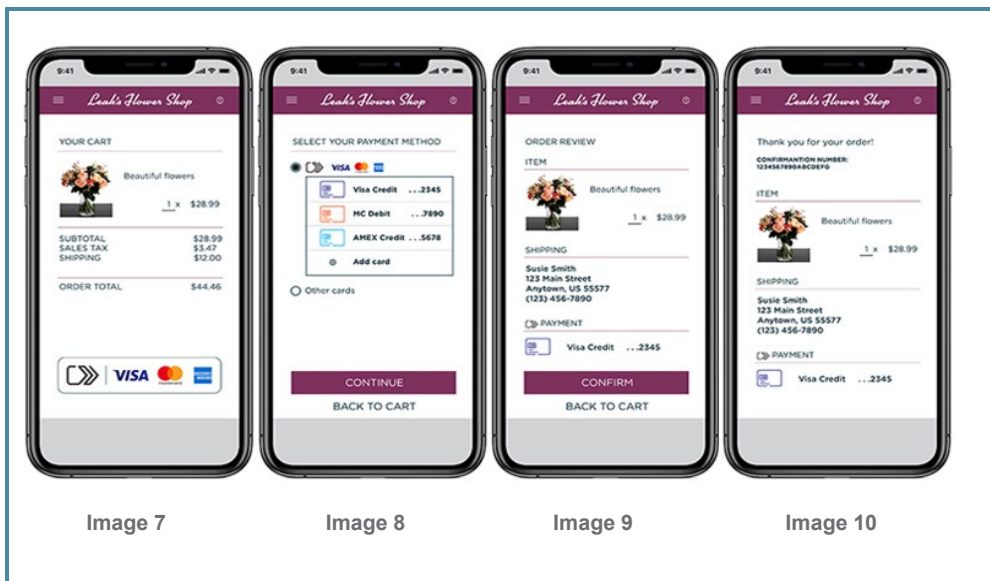 9:41
Leah's Flower Shop
YOUR CART
Beautiful flowers
1 x $28.99
SUBTOTAL $28.99
SALES TAX $3.47
SHIPPING $12.00
ORDER TOTAL $44.46
VISA
mastercard
AMERICAN EXPRESS
Image 7
9:41
Leah's Flower Shop
SELECT YOUR PAYMENT METHOD
VISA
Visa Credit ...2345
MC Debit ...7890
AMEX Credit ...5678
Add card
Other cards
CONTINUE
BACK TO CART
Image 8
9:41
Leah's Flower Shop
ORDER REVIEW
ITEM
Beautiful flowers
1 x $28.99
SHIPPING
Susie Smith
123 Main Street
Anytown, US 55577
(123) 456-7890
PAYMENT
Visa Credit ...2345
CONFIRM
BACK TO CART
Image 9
9:41
Leah's Flower Shop
Thank you for your order!
CONFIRMANTION NUMBER:
1234567890ABCDEFG
ITEM
Beautiful flowers
1 x $28.99
SHIPPING
Susie Smith
123 Main Street
Anytown, US 55577
(123) 456-7890
PAYMENT
Visa Credit ...2345
Image 10